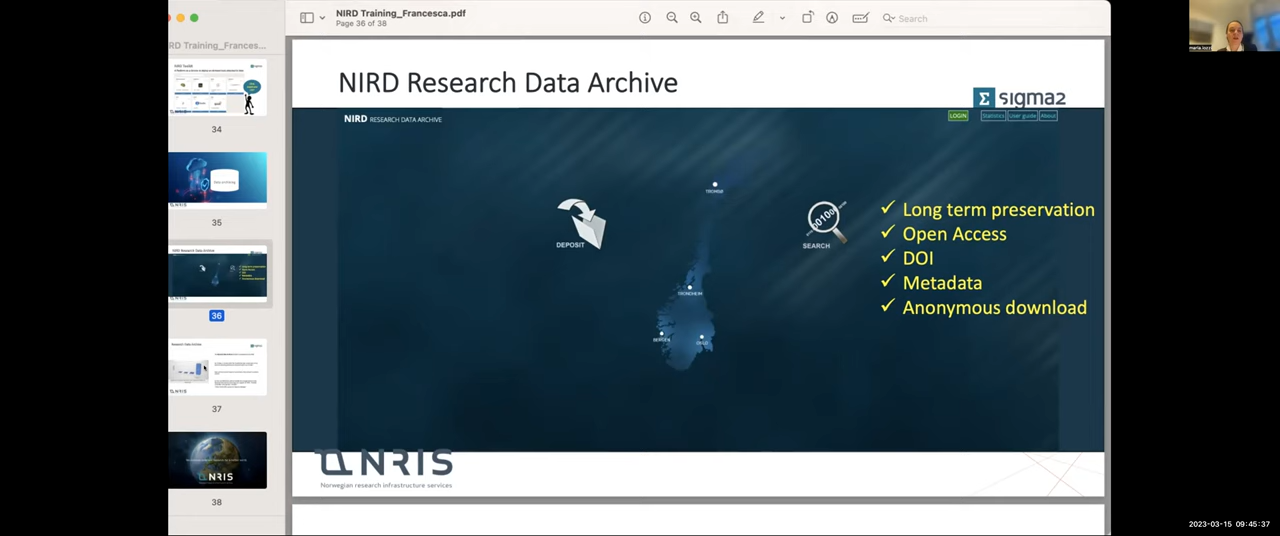 NIRD Training_Francesca.pdf
Page 36 of 38
Search
RD Training_Frances...
34
35
36
37
38
NIRD Research Data Archive
Σ sigma2
NIRD RESEARCH DATA ARCHIVE
LOGIN Statistics User guide About
TROMSØ
DEPOSIT
SEARCH
TRONDHEIM
BERGEN
OSLO
✓ Long term preservation
✓ Open Access
✓ DOI
✓ Metadata
✓ Anonymous download
NRIS
Norwegian research infrastructure services
2023-03-15 09:45:37